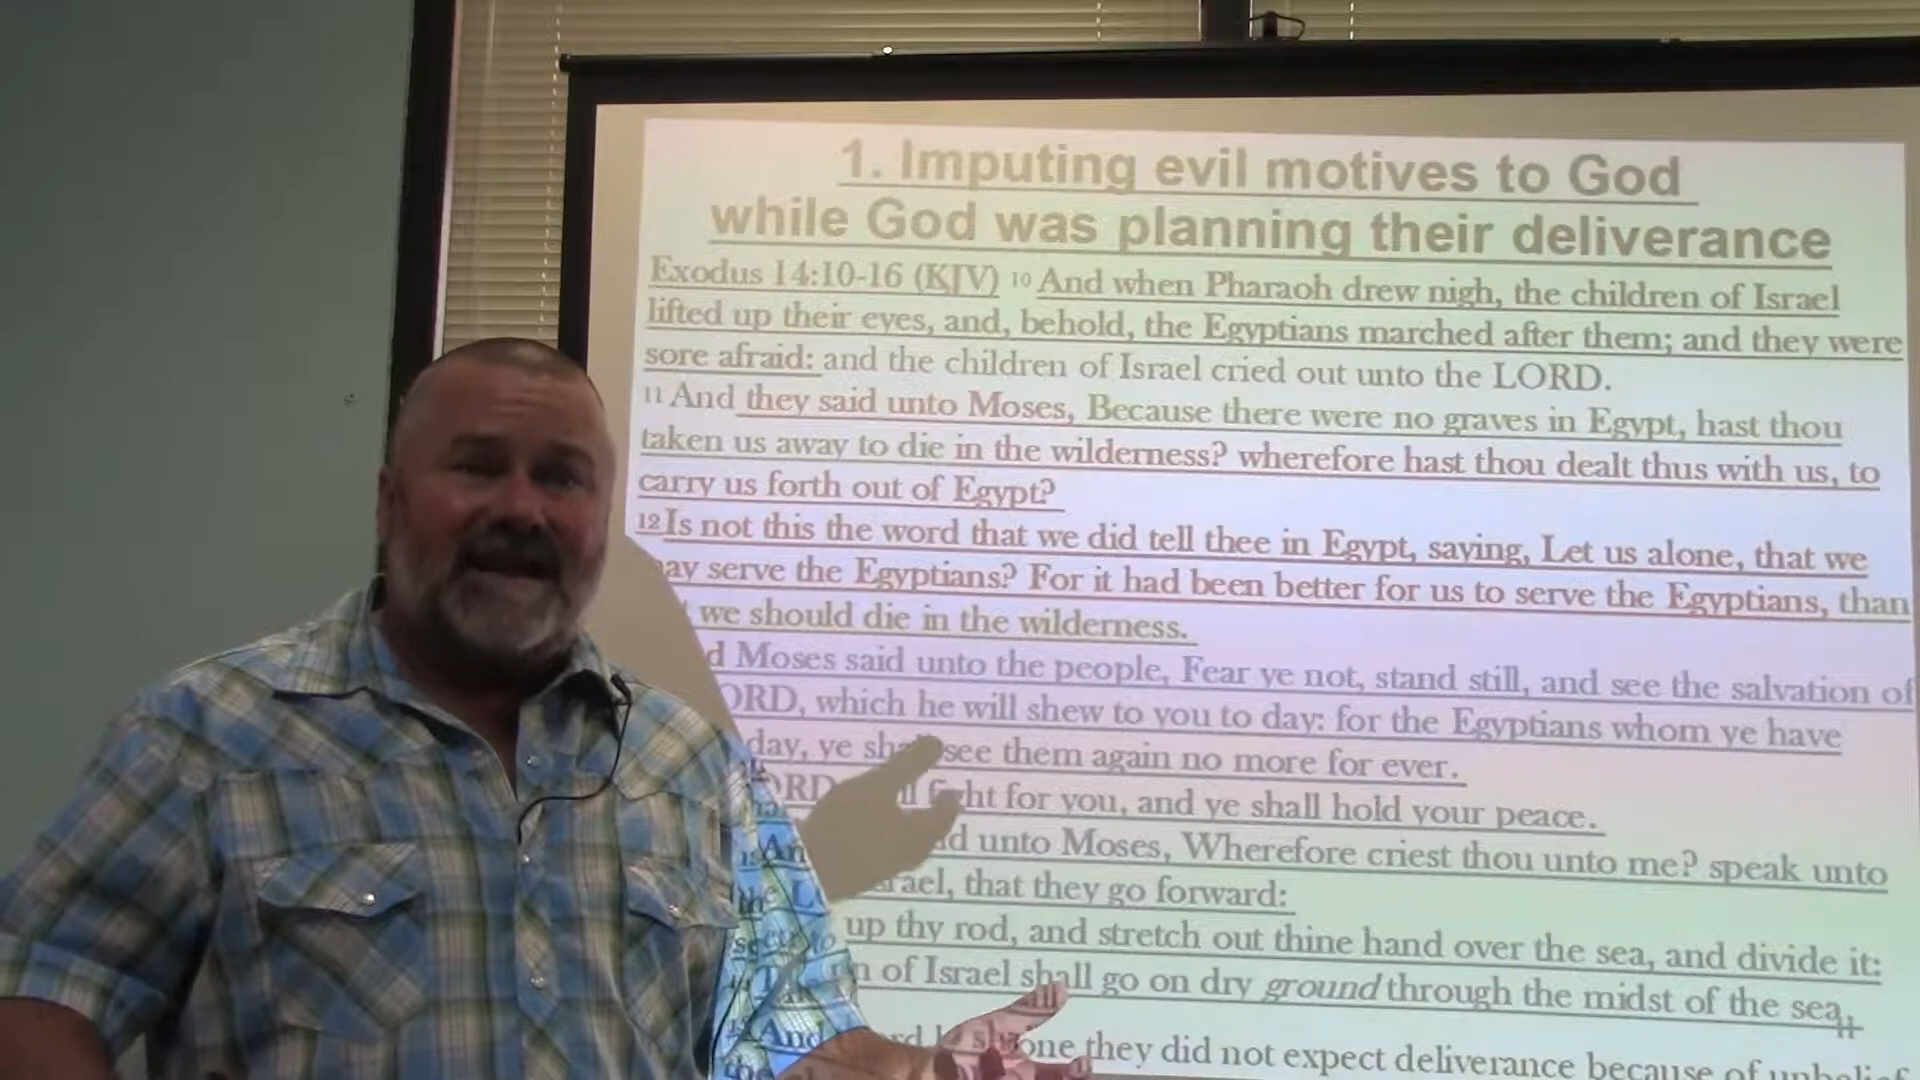 1. Imputing evil motives to God
while God was planning their deliverance
Exodus 14:10-16 (KJV) 10 And when Pharaoh drew nigh, the children of Israel
lifted up their eyes, and, behold, the Egyptians marched after them; and they were
sore afraid: and the children of Israel cried out unto the LORD.
11 And they said unto Moses, Because there were no graves in Egypt, hast thou
taken us away to die in the wilderness? wherefore hast thou dealt thus with us, to
carry us forth out of Egypt?
12 Is not this the word that we did tell thee in Egypt, saying, Let us alone, that we
may serve the Egyptians? For it had been better for us to serve the Egyptians, than
we should die in the wilderness.
Moses said unto the people, Fear ye not, stand still, and see the salvation of
LORD, which he will shew to you to day: for the Egyptians whom ye have
day, ye shall see them again no more for ever.
fight for you, and ye shall hold your peace.
unto Moses, Wherefore criest thou unto me? speak unto
Israel, that they go forward:
up thy rod, and stretch out thine hand over the sea, and divide it:
of Israel shall go on dry ground through the midst of the sea.
they did not expect deliverance because of unbelief